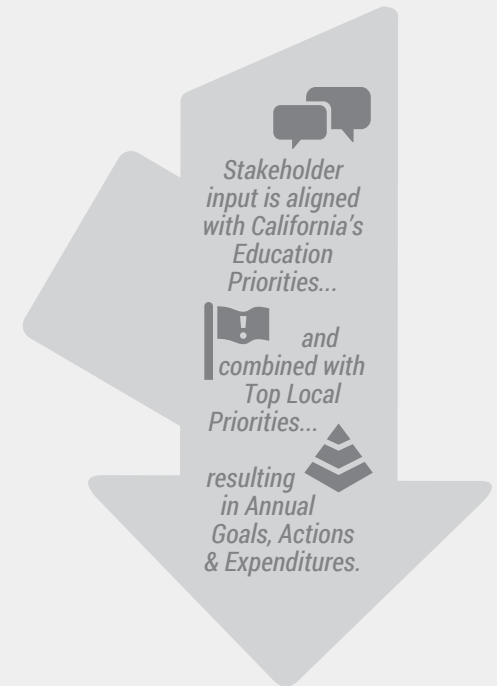 Stakeholder
input is aligned
with California's
Education
Priorities...
!
and
combined with
Top Local
Priorities...
resulting
in Annual
Goals, Actions
& Expenditures.